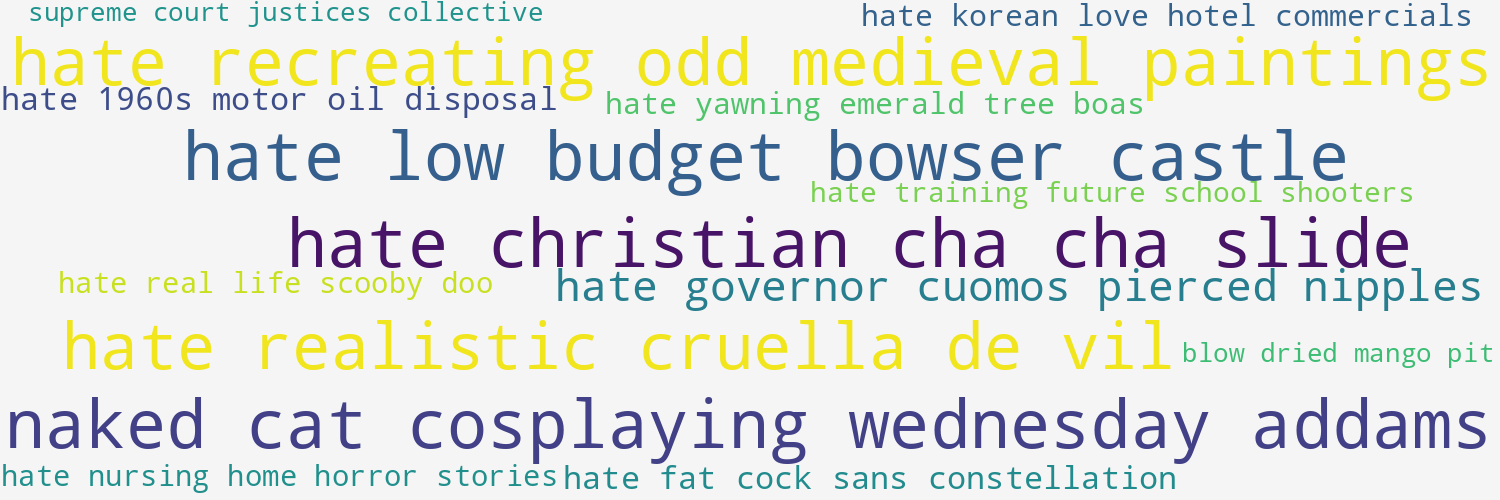 supreme court justices collective
hate korean love hotel commercials
hate recreating odd medieval paintings
hate 1960s motor oil disposal
hate yawning emerald tree boas
hate low budget bowser castle
hate training future school shooters
hate christian cha cha slide
hate real life scooby doo
hate governor cuomos pierced nipples
hate realistic cruella de vil
blow dried mango pit
naked cat cosplaying wednesday addams
hate nursing home horror stories
hate fat cock sans constellation